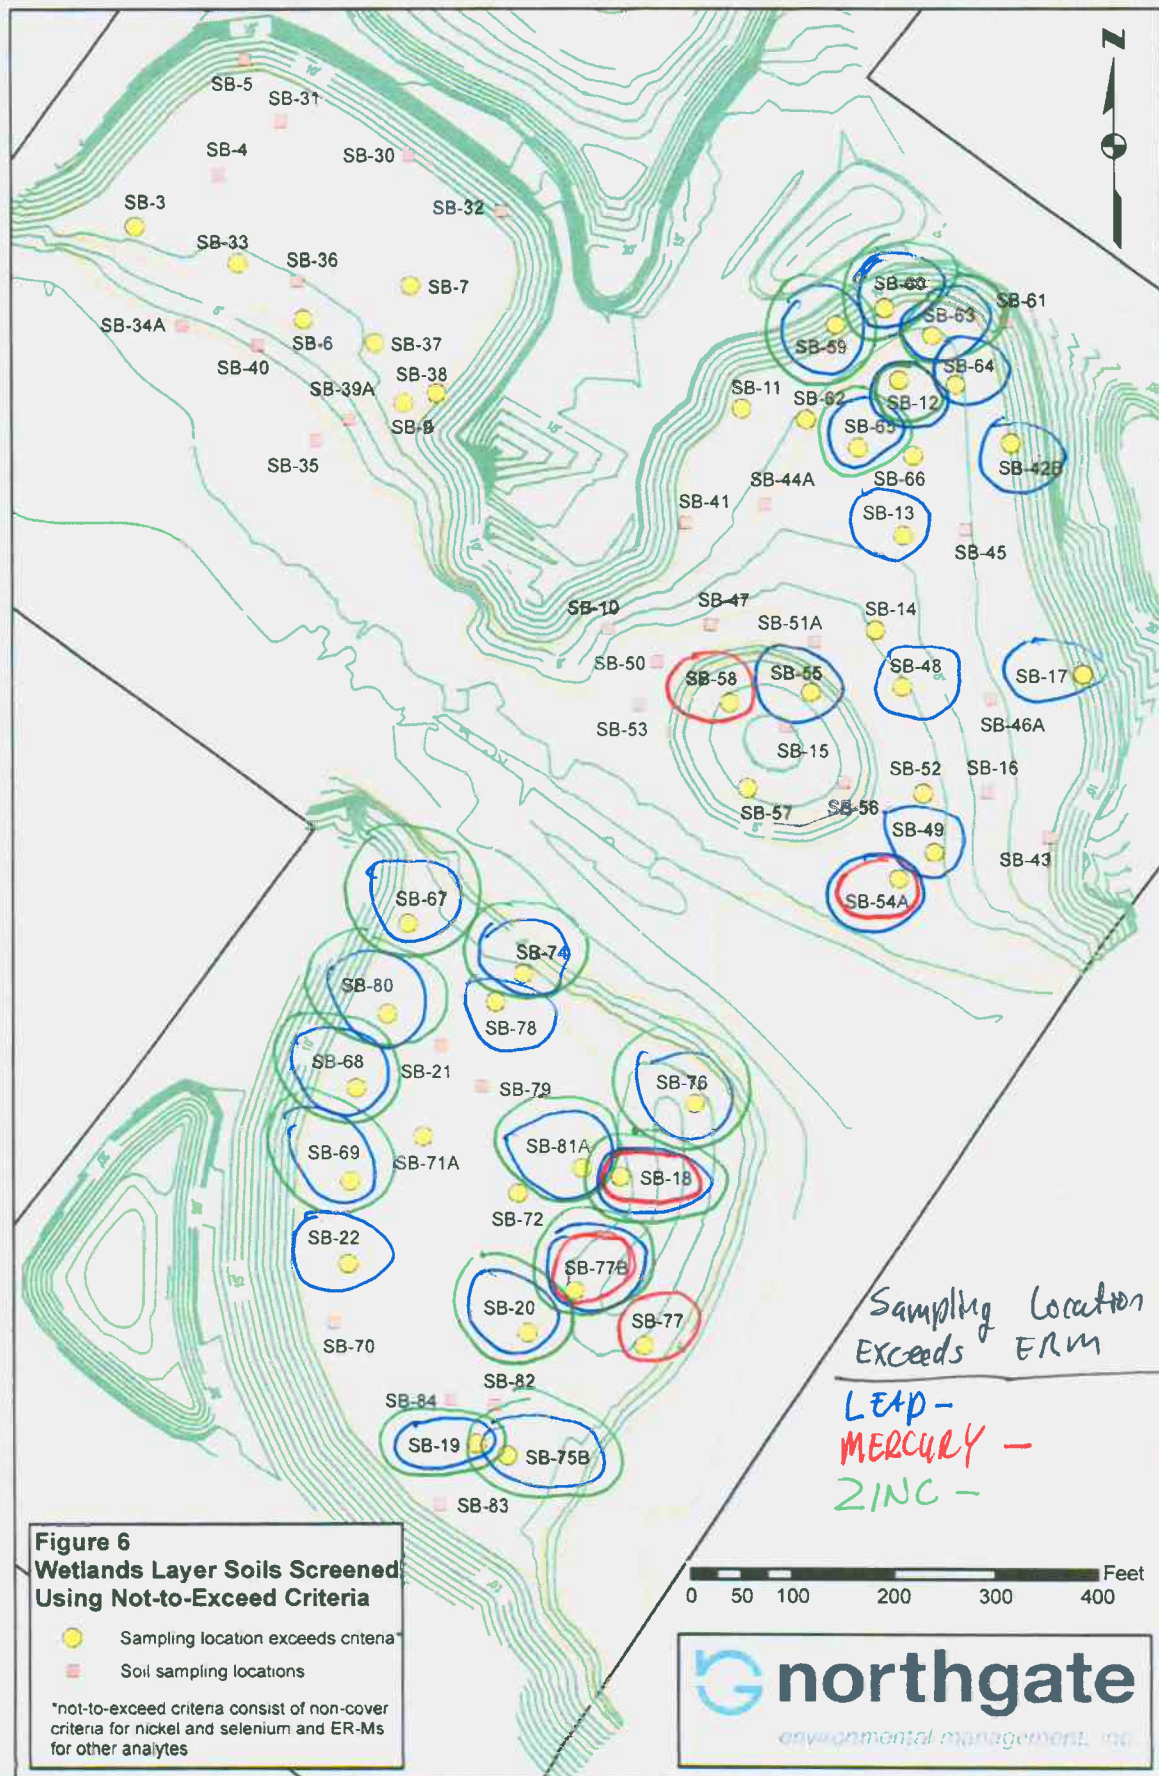 N
SB-5
SB-31
SB-4
SB-30
SB-3
SB-32
SB-33
SB-36
SB-7
SB-60
SB-61
SB-34A
SB-6
SB-37
SB-59
SB-63
SB-40
SB-38
SB-64
SB-39A
SB-11
SB-62
SB-12
SB-9
SB-65
SB-35
SB-42B
SB-44A
SB-66
SB-41
SB-13
SB-45
SB-10
SB-47
SB-51A
SB-14
SB-50
SB-58
SB-55
SB-48
SB-17
SB-53
SB-46A
SB-15
SB-52
SB-16
SB-57
SB-56
SB-49
SB-43
SB-67
SB-54A
SB-74
SB-80
SB-78
SB-68
SB-21
SB-79
SB-76
SB-69
SB-71A
SB-81A
SB-18
SB-72
SB-22
SB-77B
SB-20
SB-77
SB-70
SB-82
SB-84
SB-19
SB-75B
SB-83
Sampling Location
Exceeds ERM
LEAD -
MERCURY -
ZINC -
Figure 6
Wetlands Layer Soils Screened
Using Not-to-Exceed Criteria
Sampling location exceeds criteria*
Soil sampling locations
*not-to-exceed criteria consist of non-cover
criteria for nickel and selenium and ER-Ms
for other analytes
Feet
0 50 100 200 300 400
northgate
environmental management, inc.